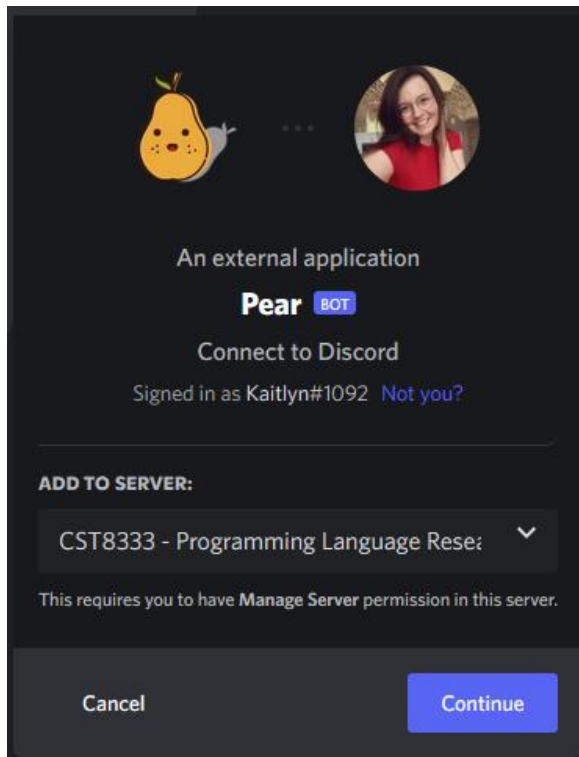 An external application
Pear BOT
Connect to Discord
Signed in as Kaitlyn#1092 Not you?
ADD TO SERVER:
CST8333 - Programming Language Resea
This requires you to have Manage Server permission in this server.
Cancel Continue